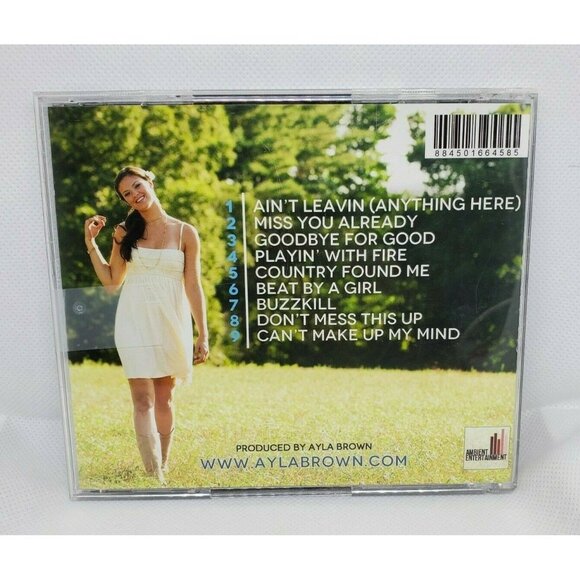 884501664585
1 AIN'T LEAVIN (ANYTHING HERE)
2 MISS YOU ALREADY
3 GOODBYE FOR GOOD
4 PLAYIN' WITH FIRE
5 COUNTRY FOUND ME
6 BEAT BY A GIRL
7 BUZZKILL
8 DON'T MESS THIS UP
9 CAN'T MAKE UP MY MIND
PRODUCED BY AYLA BROWN
WWW.AYLABROWN.COM
AMBIENT
ENTERTAINMENT